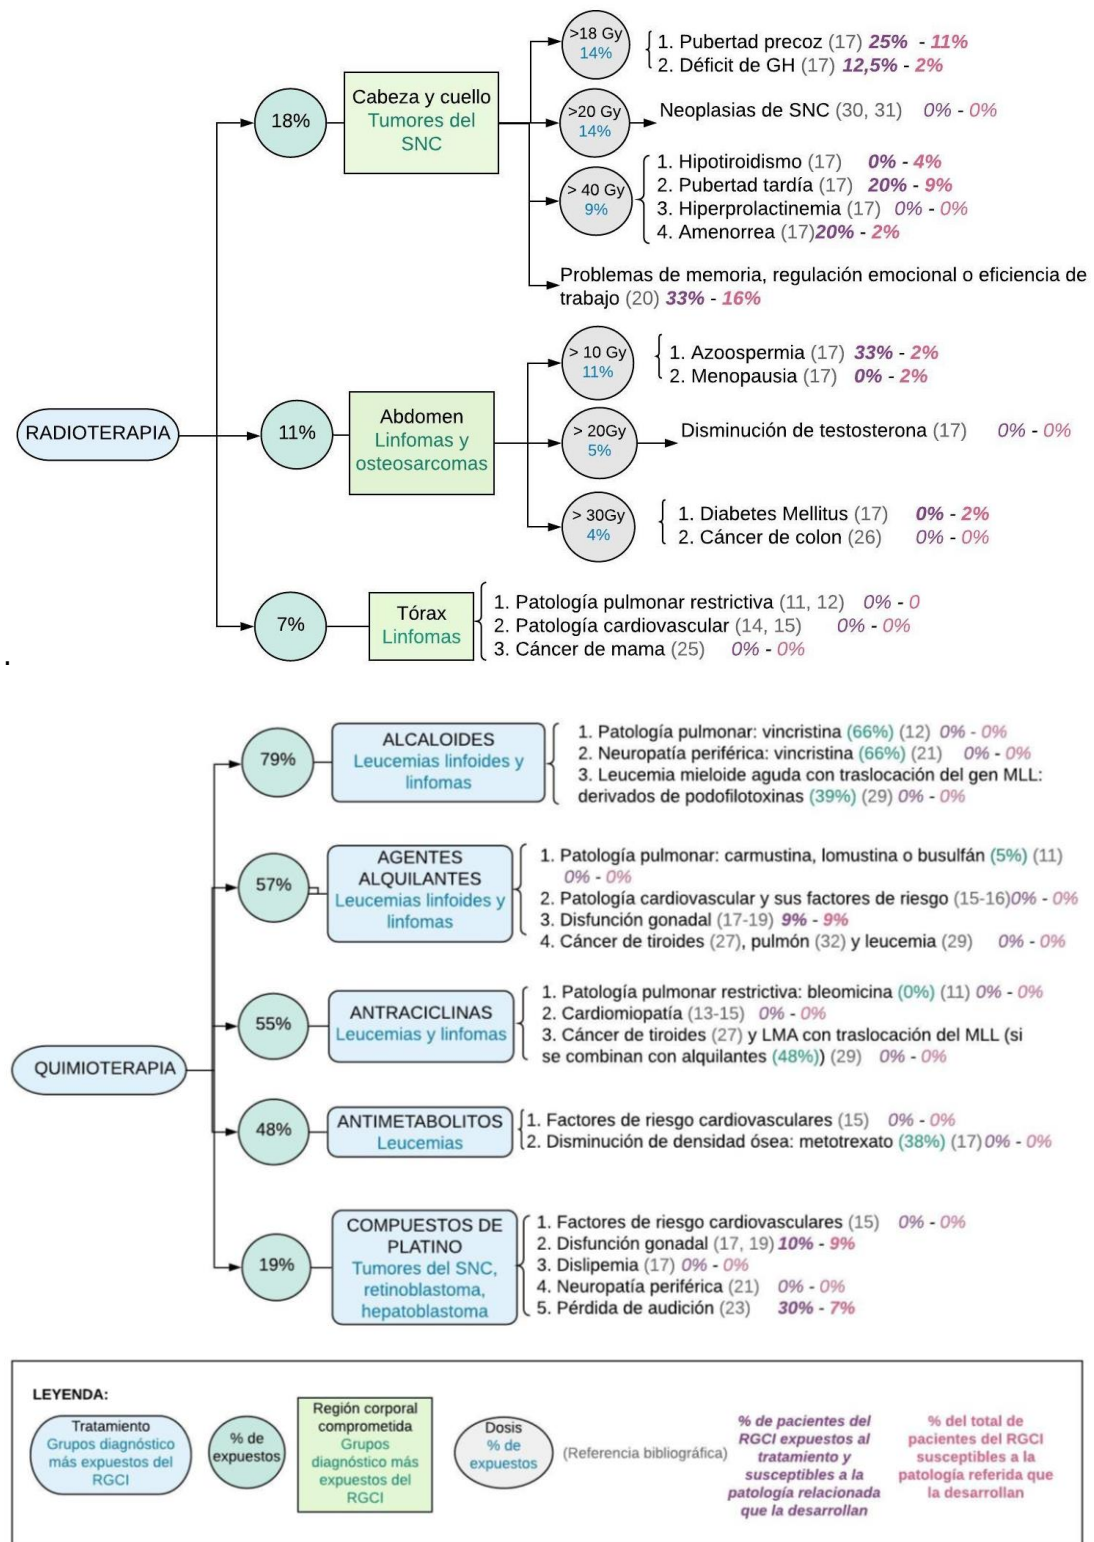 >18 Gy
14%
1. Pubertad precoz (17) 25% - 11%
2. Déficit de GH (17) 12,5% - 2%
18%
Cabeza y cuello
Tumores del
SNC
>20 Gy
14%
Neoplasias de SNC (30, 31) 0% - 0%
> 40 Gy
9%
1. Hipotiroidismo (17) 0% - 4%
2. Pubertad tardía (17) 20% - 9%
3. Hiperprolactinemia (17) 0% - 0%
4. Amenorrea (17)20% - 2%
Problemas de memoria, regulación emocional o eficiencia de
trabajo (20) 33% - 16%
RADIOTERAPIA
11%
Abdomen
Linfomas y
osteosarcomas
> 10 Gy
11%
1. Azoospermia (17) 33% - 2%
2. Menopausia (17) 0% - 2%
> 20Gy
5%
Disminución de testosterona (17) 0% - 0%
> 30Gy
4%
1. Diabetes Mellitus (17) 0% - 2%
2. Cáncer de colon (26) 0% - 0%
7%
Tórax
Linfomas
1. Patología pulmonar restrictiva (11, 12) 0% - 0
2. Patología cardiovascular (14, 15) 0% - 0%
3. Cáncer de mama (25) 0% - 0%
.
QUIMIOTERAPIA
79%
ALCALOIDES
Leucemias linfoides y
linfomas
1. Patología pulmonar: vincristina (66%) (12) 0% - 0%
2. Neuropatía periférica: vincristina (66%) (21) 0% - 0%
3. Leucemia mieloide aguda con traslocación del gen MLL:
derivados de podofilotoxinas (39%) (29) 0% - 0%
57%
AGENTES
ALQUILANTES
Leucemias linfoides y
linfomas
1. Patología pulmonar: carmustina, lomustina o busulfán (5%) (11)
0% - 0%
2. Patología cardiovascular y sus factores de riesgo (15-16)0% - 0%
3. Disfunción gonadal (17-19) 9% - 9%
4. Cáncer de tiroides (27), pulmón (32) y leucemia (29) 0% - 0%
55%
ANTRACICLINAS
Leucemias y linfomas
1. Patología pulmonar restrictiva: bleomicina (0%) (11) 0% - 0%
2. Cardiomiopatía (13-15) 0% - 0%
3. Cáncer de tiroides (27) y LMA con traslocación del MLL (si
se combinan con alquilantes (48%)) (29) 0% - 0%
48%
ANTIMETABOLITOS
Leucemias
1. Factores de riesgo cardiovasculares (15) 0% - 0%
2. Disminución de densidad ósea: metotrexato (38%) (17)0% - 0%
19%
COMPUESTOS DE
PLATINO
Tumores del SNC,
retinoblastoma,
hepatoblastoma
1. Factores de riesgo cardiovasculares (15) 0% - 0%
2. Disfunción gonadal (17, 19) 10% - 9%
3. Dislipemia (17) 0% - 0%
4. Neuropatía periférica (21) 0% - 0%
5. Pérdida de audición (23) 30% - 7%
LEYENDA:
Tratamiento
Grupos diagnóstico
más expuestos del
RGCI
% de
expuestos
Región corporal
comprometida
Grupos
diagnóstico más
expuestos del
RGCI
Dosis
% de
expuestos
(Referencia bibliográfica)
% de pacientes del
RGCI expuestos al
tratamiento y
susceptibles a la
patología relacionada
que la desarrollan
% del total de
pacientes del RGCI
susceptibles a la
patología referida que
la desarrollan